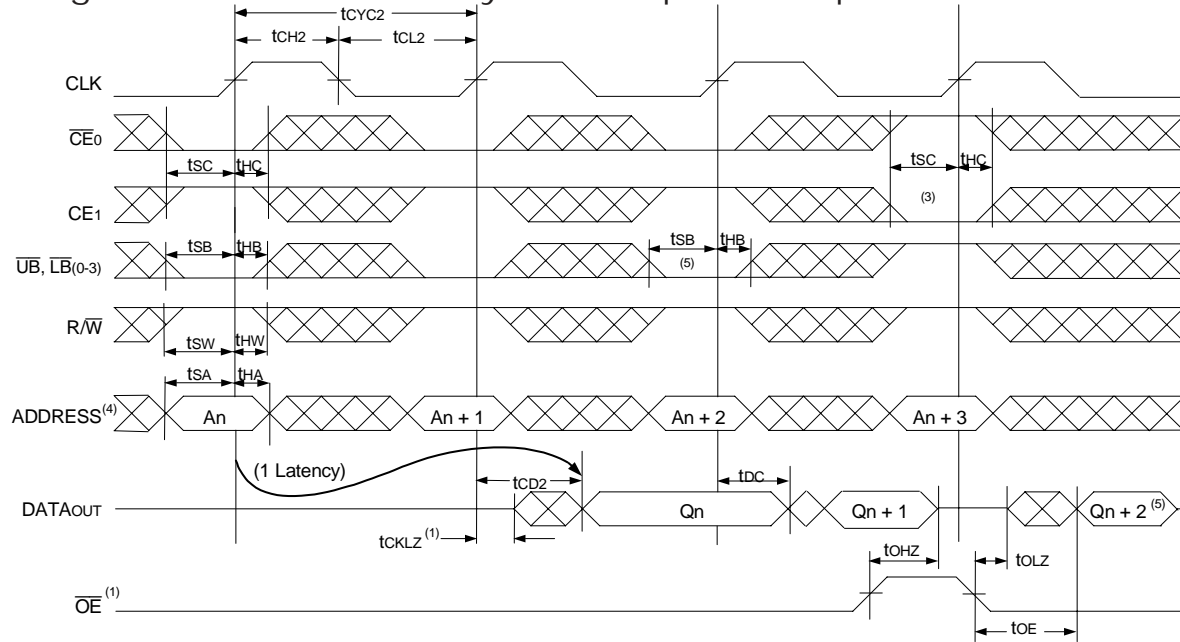 tCYC2
tCH2 tCL2
CLK
CE0
tSC tHC tSC tHC
CE1 (3)
tSB tHB tSB tHB
UB, LB(0-3) (5)
R/W
tSW tHW
tSA tHA
ADDRESS(4) An An + 1 An + 2 An + 3
(1 Latency) tCD2 tDC
DATAOUT Qn Qn + 1 Qn + 2 (5)
tCKLZ (1) tOHZ tOLZ
OE (1)
tOE